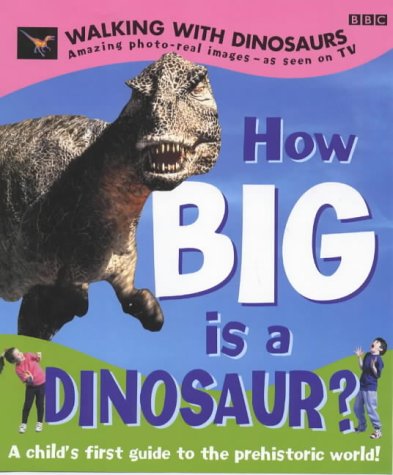 WALKING WITH DINOSAURS
BBC
Amazing photo-real images – as seen on TV
How
BIG
is a
DINOSAUR?
A child's first guide to the prehistoric world!